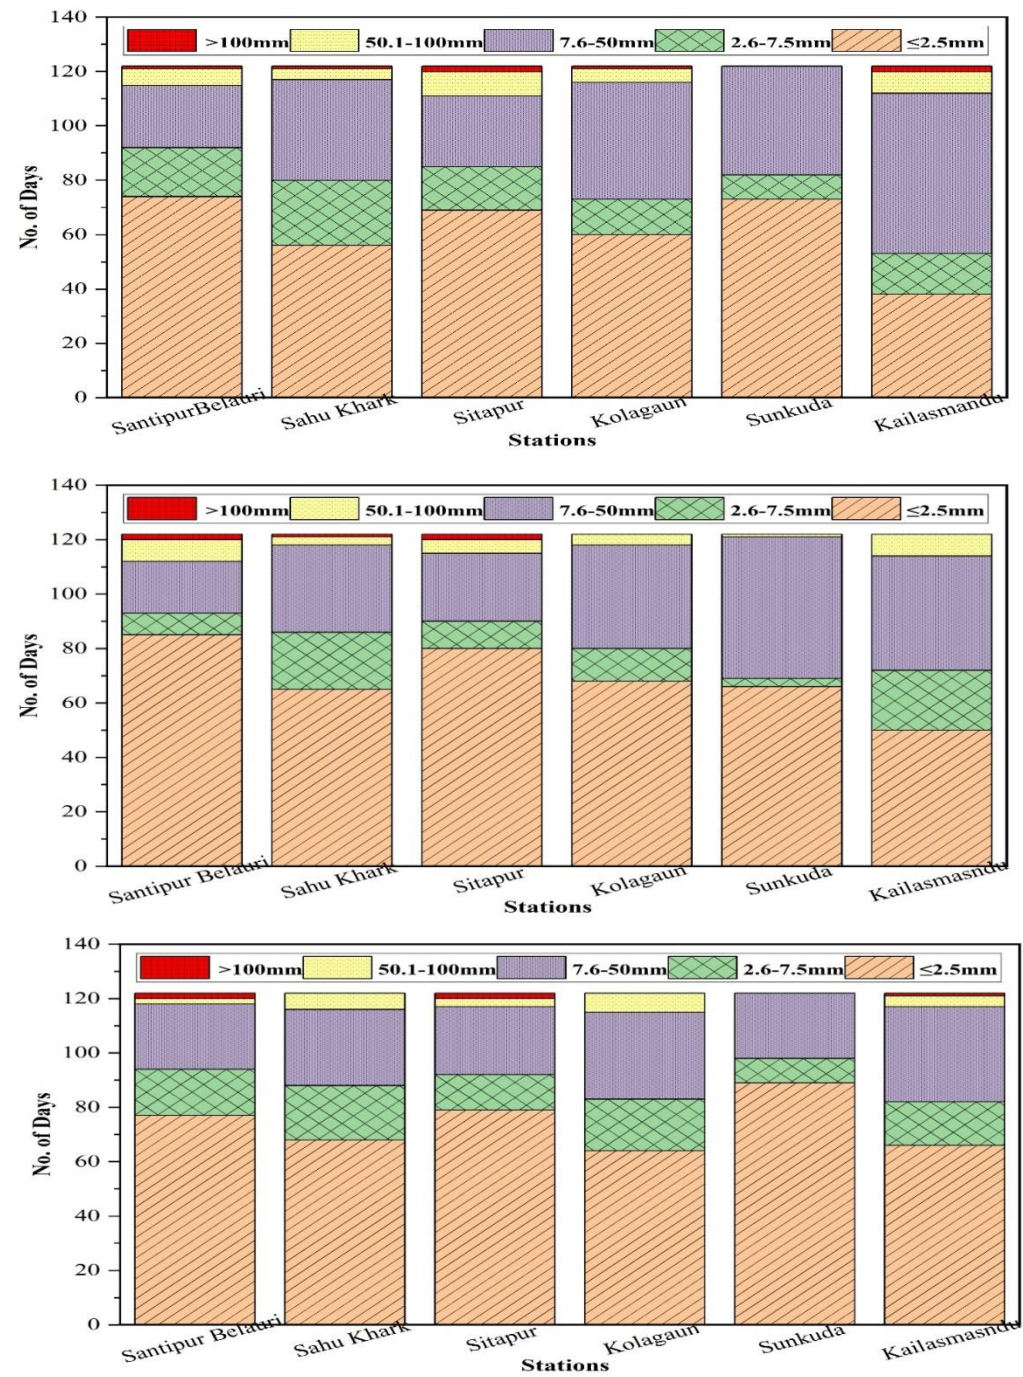 140
>100mm 50.1-100mm 7.6-50mm 2.6-7.5mm ≤2.5mm
120
100
80
60
40
20
0
No. of Days
SantipurBelauri Sahu Khark Sitapur Kolagaun Sunkuda Kailasmandu
Stations
140
>100mm 50.1-100mm 7.6-50mm 2.6-7.5mm ≤2.5mm
120
100
80
60
40
20
0
No. of Days
Santipur Belauri Sahu Khark Sitapur Kolagaun Sunkuda Kailasmasndu
Stations
140
>100mm 50.1-100mm 7.6-50mm 2.6-7.5mm ≤2.5mm
120
100
80
60
40
20
0
No. of Days
Santipur Belauri Sahu Khark Sitapur Kolagaun Sunkuda Kailasmasndu
Stations